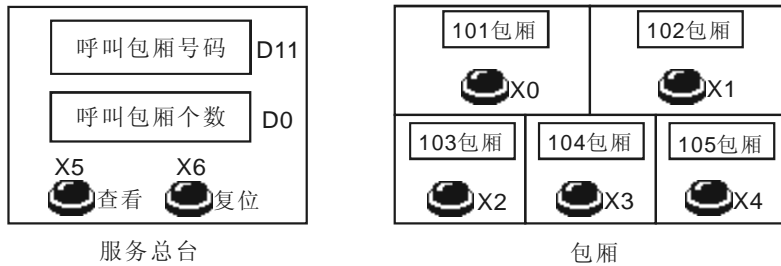 呼叫包厢号码 D11
呼叫包厢个数 D0
X5 X6
查看 复位
服务总台
101包厢 102包厢
X0 X1
103包厢 104包厢 105包厢
X2 X3 X4
包厢